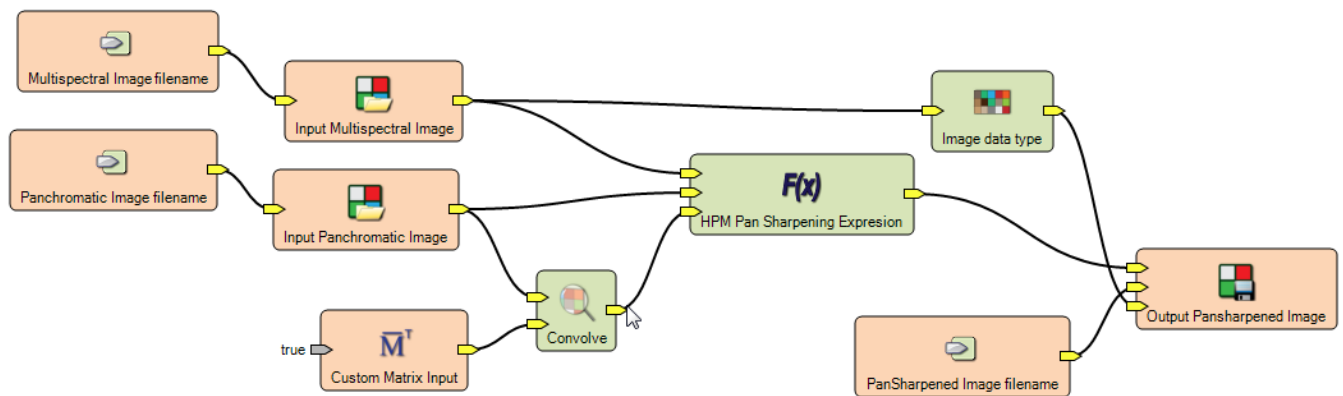 Multispectral Image filename
Input Multispectral Image
Image data type
Panchromatic Image filename
Input Panchromatic Image
F(x)
HPM Pan Sharpening Expresion
Convolve
true
M̅ᵀ
Custom Matrix Input
Output Pansharpened Image
PanSharpened Image filename